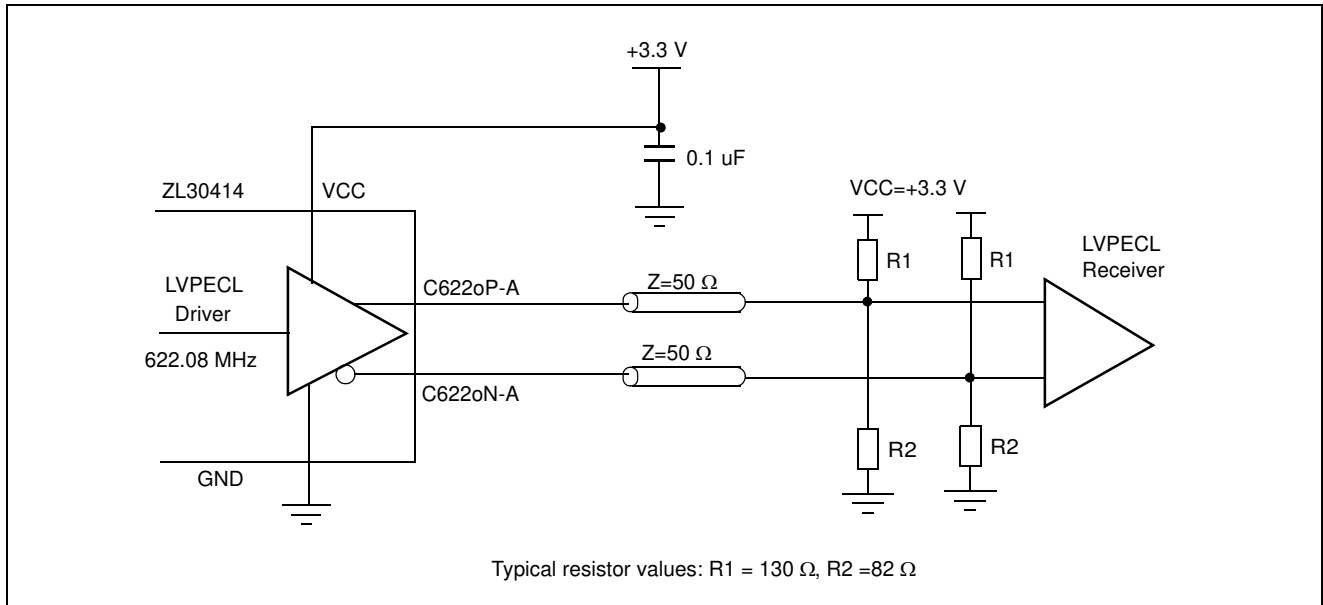 +3.3 V
0.1 uF
ZL30414
VCC
VCC=+3.3 V
R1
R1
LVPECL
Receiver
LVPECL
Driver
C622oP-A
Z=50 Ω
622.08 MHz
Z=50 Ω
C622oN-A
R2
R2
GND
Typical resistor values: R1 = 130 Ω, R2 =82 Ω